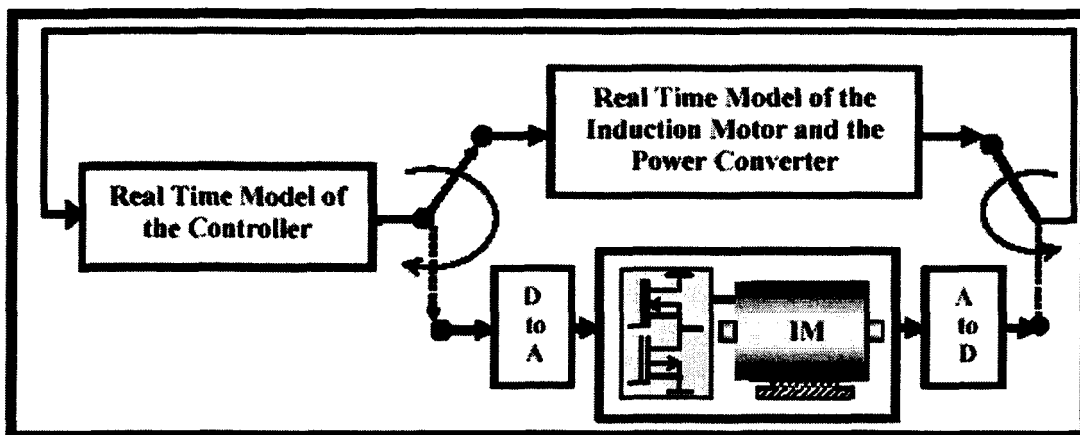 Real Time Model of the
Induction Motor and the
Power Converter
Real Time Model of
the Controller
D
to
A
IM
A
to
D